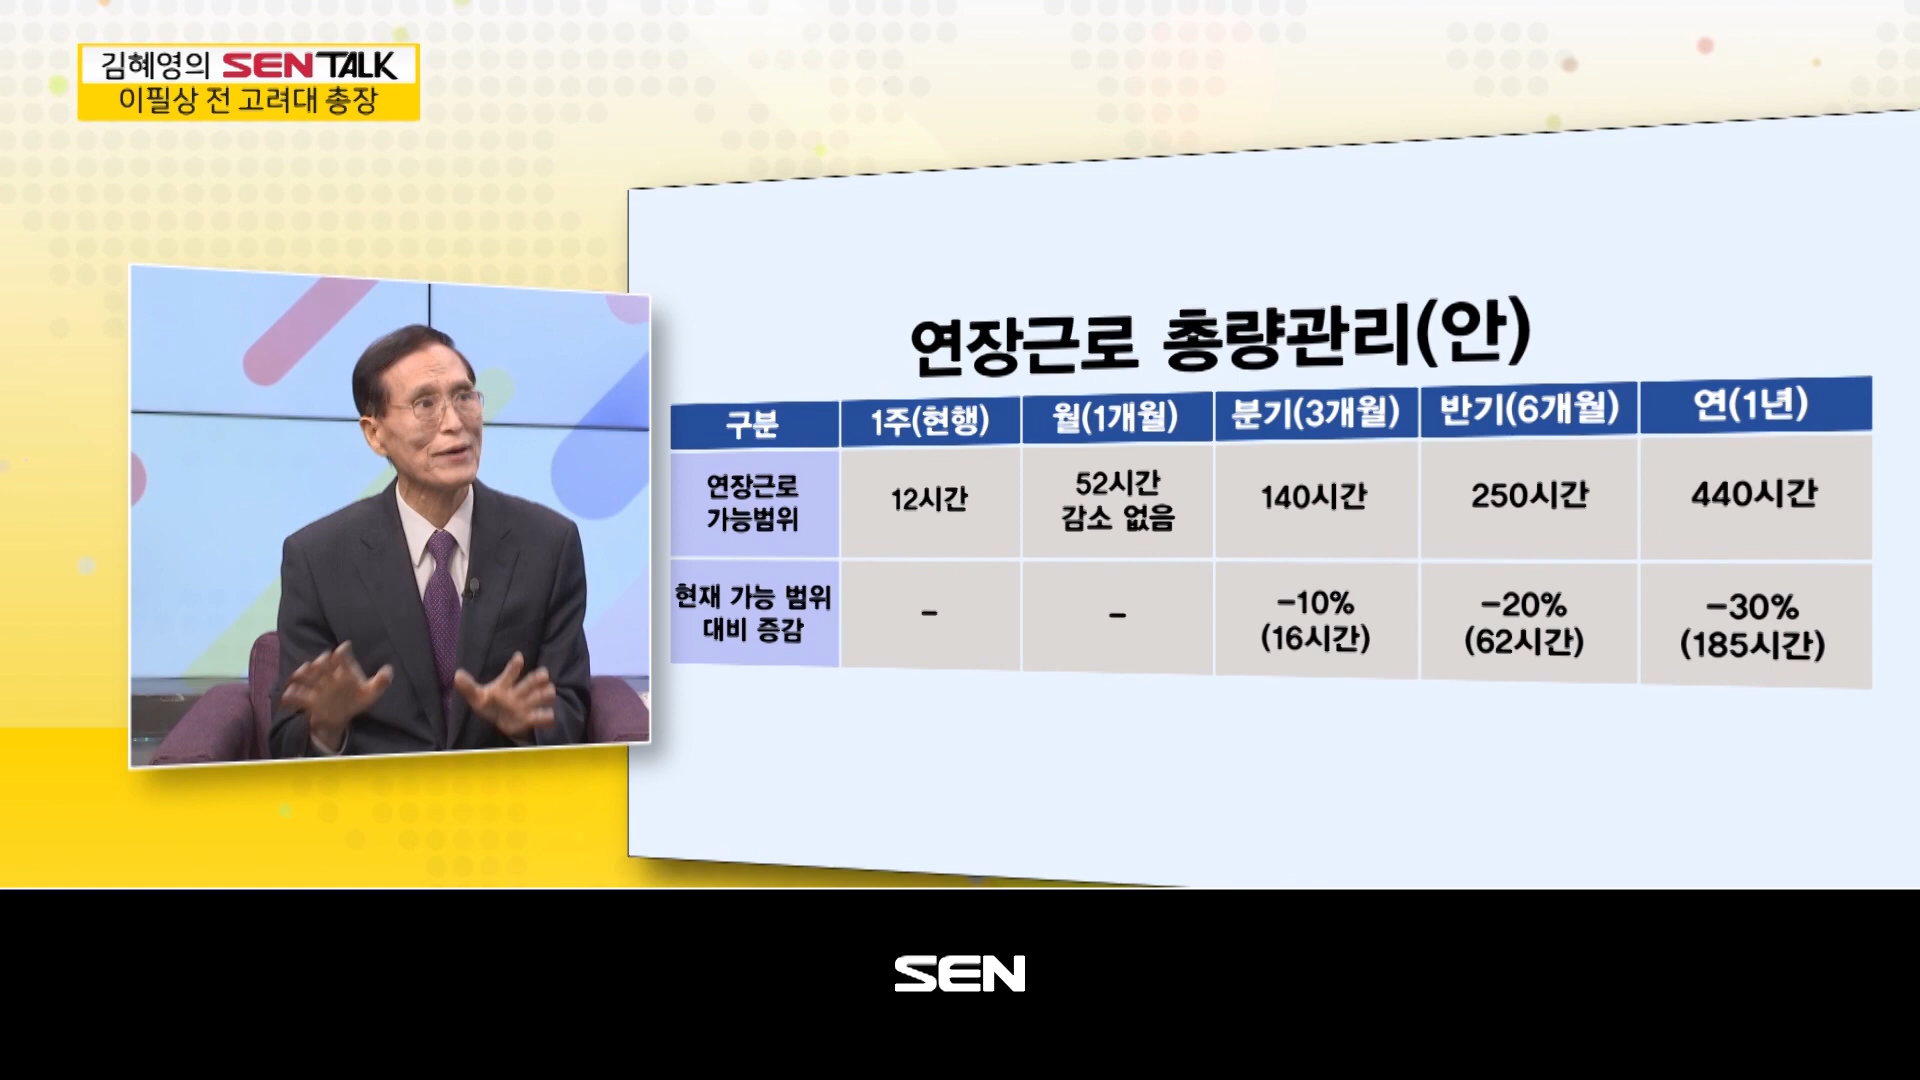 김혜영의 SEN TALK
이필상 전 고려대 총장
연장근로 총량관리(안)
구분 1주(현행) 월(1개월) 분기(3개월) 반기(6개월) 연(1년)
연장근로 가능범위 12시간 52시간 감소 없음 140시간 250시간 440시간
현재 가능 범위 대비 증감 - - -10% (16시간) -20% (62시간) -30% (185시간)
SEN